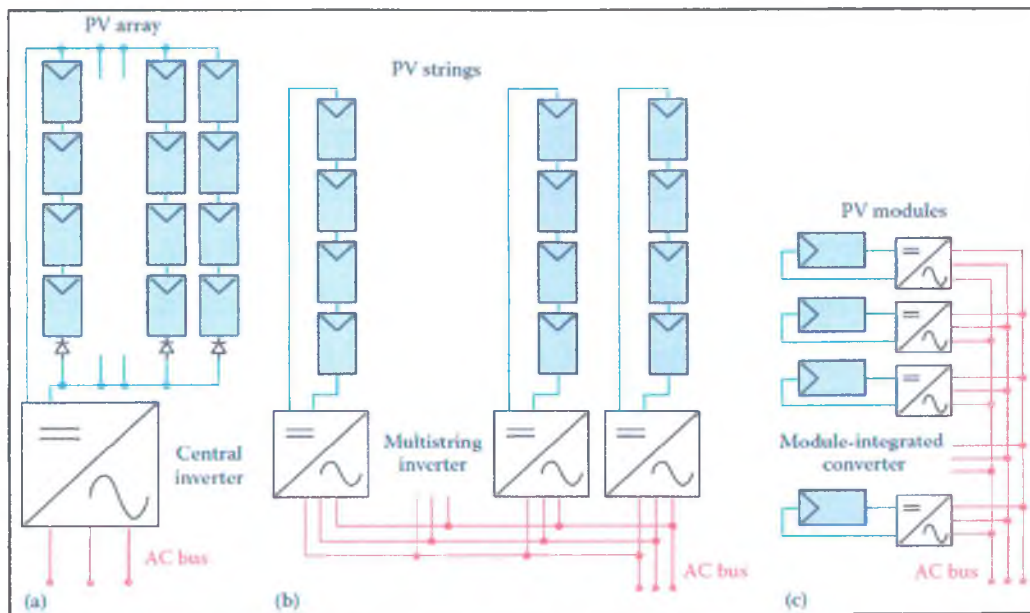 PV array
PV strings
PV modules
Central
inverter
Multistring
inverter
Module-integrated
converter
AC bus
AC bus
AC bus
(a)
(b)
(c)